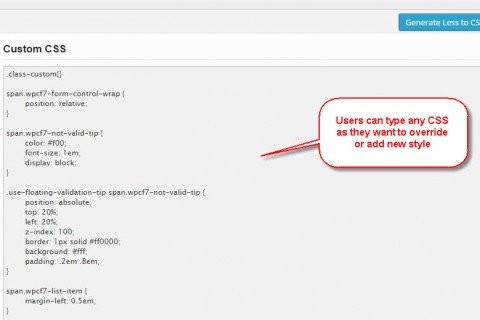 Generate Less to CS
Custom CSS
.class-custom{}
span.wpcf7-form-control-wrap {
position: relative;
}
span.wpcf7-not-valid-tip {
color: #f00;
font-size: 1em;
display: block;
}
.use-floating-validation-tip span.wpcf7-not-valid-tip {
position: absolute;
top: 20%;
left: 20%;
z-index: 100;
border: 1px solid #ff0000;
background: #fff;
padding: .2em .8em;
}
span.wpcf7-list-item {
margin-left: 0.5em;
}
Users can type any CSS
as they want to override
or add new style